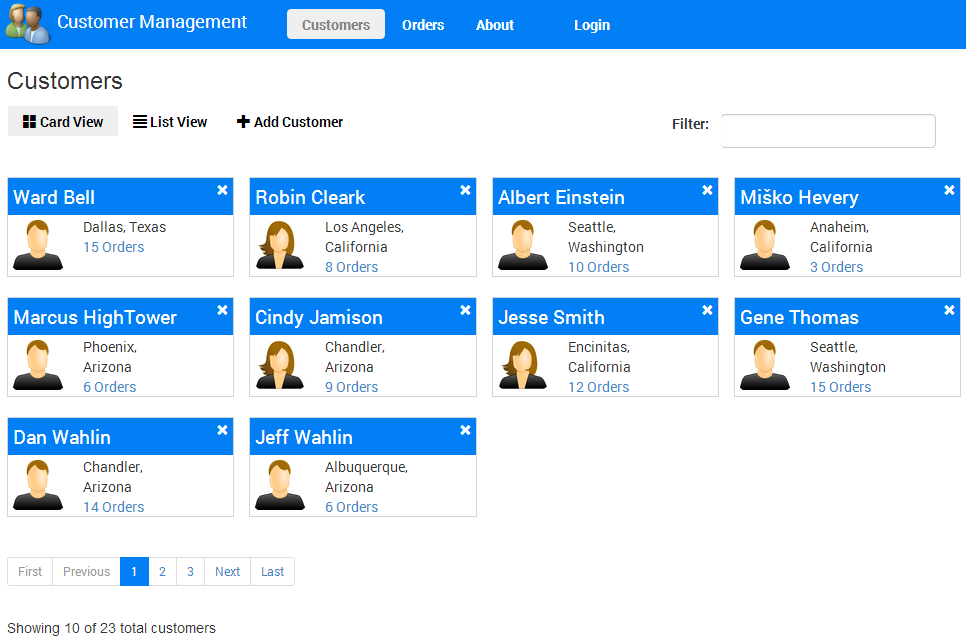 Customer Management Customers Orders About Login
Customers
Card View List View Add Customer Filter:
Ward Bell
Dallas, Texas
15 Orders
Robin Cleark
Los Angeles,
California
8 Orders
Albert Einstein
Seattle,
Washington
10 Orders
Miško Hevery
Anaheim,
California
3 Orders
Marcus HighTower
Phoenix,
Arizona
6 Orders
Cindy Jamison
Chandler,
Arizona
9 Orders
Jesse Smith
Encinitas,
California
12 Orders
Gene Thomas
Seattle,
Washington
15 Orders
Dan Wahlin
Chandler,
Arizona
14 Orders
Jeff Wahlin
Albuquerque,
Arizona
6 Orders
First Previous 1 2 3 Next Last
Showing 10 of 23 total customers